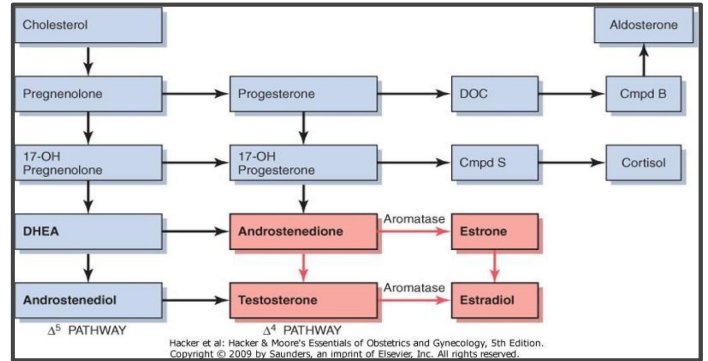 Cholesterol
Aldosterone
Pregnenolone
Progesterone
DOC
Cmpd B
17-OH
Pregnenolone
17-OH
Progesterone
Cmpd S
Cortisol
DHEA
Androstenedione
Aromatase
Estrone
Androstenediol
Testosterone
Aromatase
Estradiol
Δ⁵ PATHWAY
Δ⁴ PATHWAY
Hacker et al: Hacker & Moore's Essentials of Obstetrics and Gynecology, 5th Edition.
Copyright © 2009 by Saunders, an imprint of Elsevier, Inc. All rights reserved.